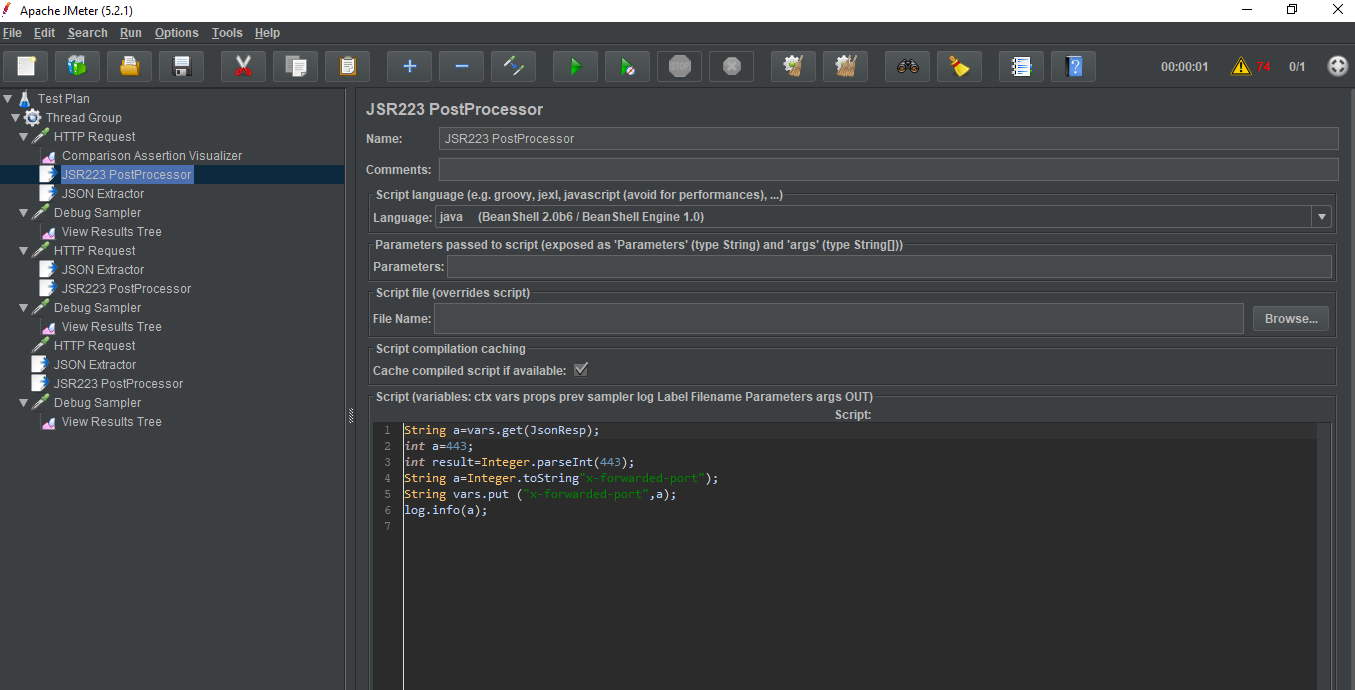 Apache JMeter (5.2.1)
File Edit Search Run Options Tools Help
STOP 00:00:01 74 0/1
Test Plan
Thread Group
HTTP Request
Comparison Assertion Visualizer
JSR223 PostProcessor
JSON Extractor
Debug Sampler
View Results Tree
HTTP Request
JSON Extractor
JSR223 PostProcessor
Debug Sampler
View Results Tree
HTTP Request
JSON Extractor
JSR223 PostProcessor
Debug Sampler
View Results Tree
JSR223 PostProcessor
Name: JSR223 PostProcessor
Comments:
Script language (e.g. groovy, jexl, javascript (avoid for performances), ...)
Language: java (BeanShell 2.0b6 / BeanShell Engine 1.0)
Parameters passed to script (exposed as 'Parameters' (type String) and 'args' (type String[]))
Parameters:
Script file (overrides script)
File Name: Browse...
Script compilation caching
Cache compiled script if available:
Script (variables: ctx vars props prev sampler log Label Filename Parameters args OUT)
Script:
1 String a=vars.get(JsonResp);
2 int a=443;
3 int result=Integer.parseInt(443);
4 String a=Integer.toString"x-forwarded-port");
5 String vars.put ("x-forwarded-port",a);
6 log.info(a);
7